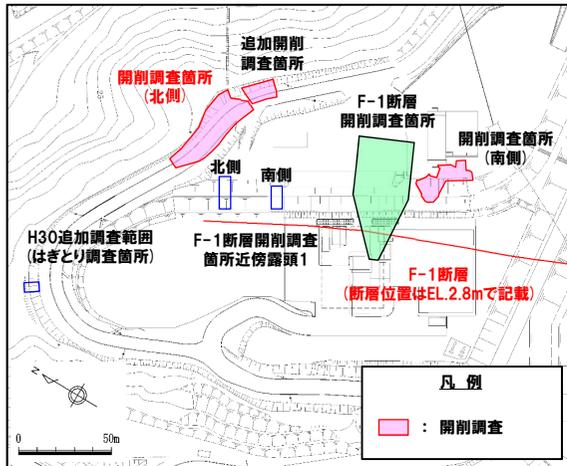 追加開削
調査箇所
開削調査箇所
(北側)
F-1断層
開削調査箇所
開削調査箇所
(南側)
北側
南側
H30追加調査範囲
(はぎとり調査箇所)
F-1断層開削調査
箇所近傍露頭1
F-1断層
(断層位置はEL.2.8mで記載)
N
0
50m
凡 例
: 開削調査